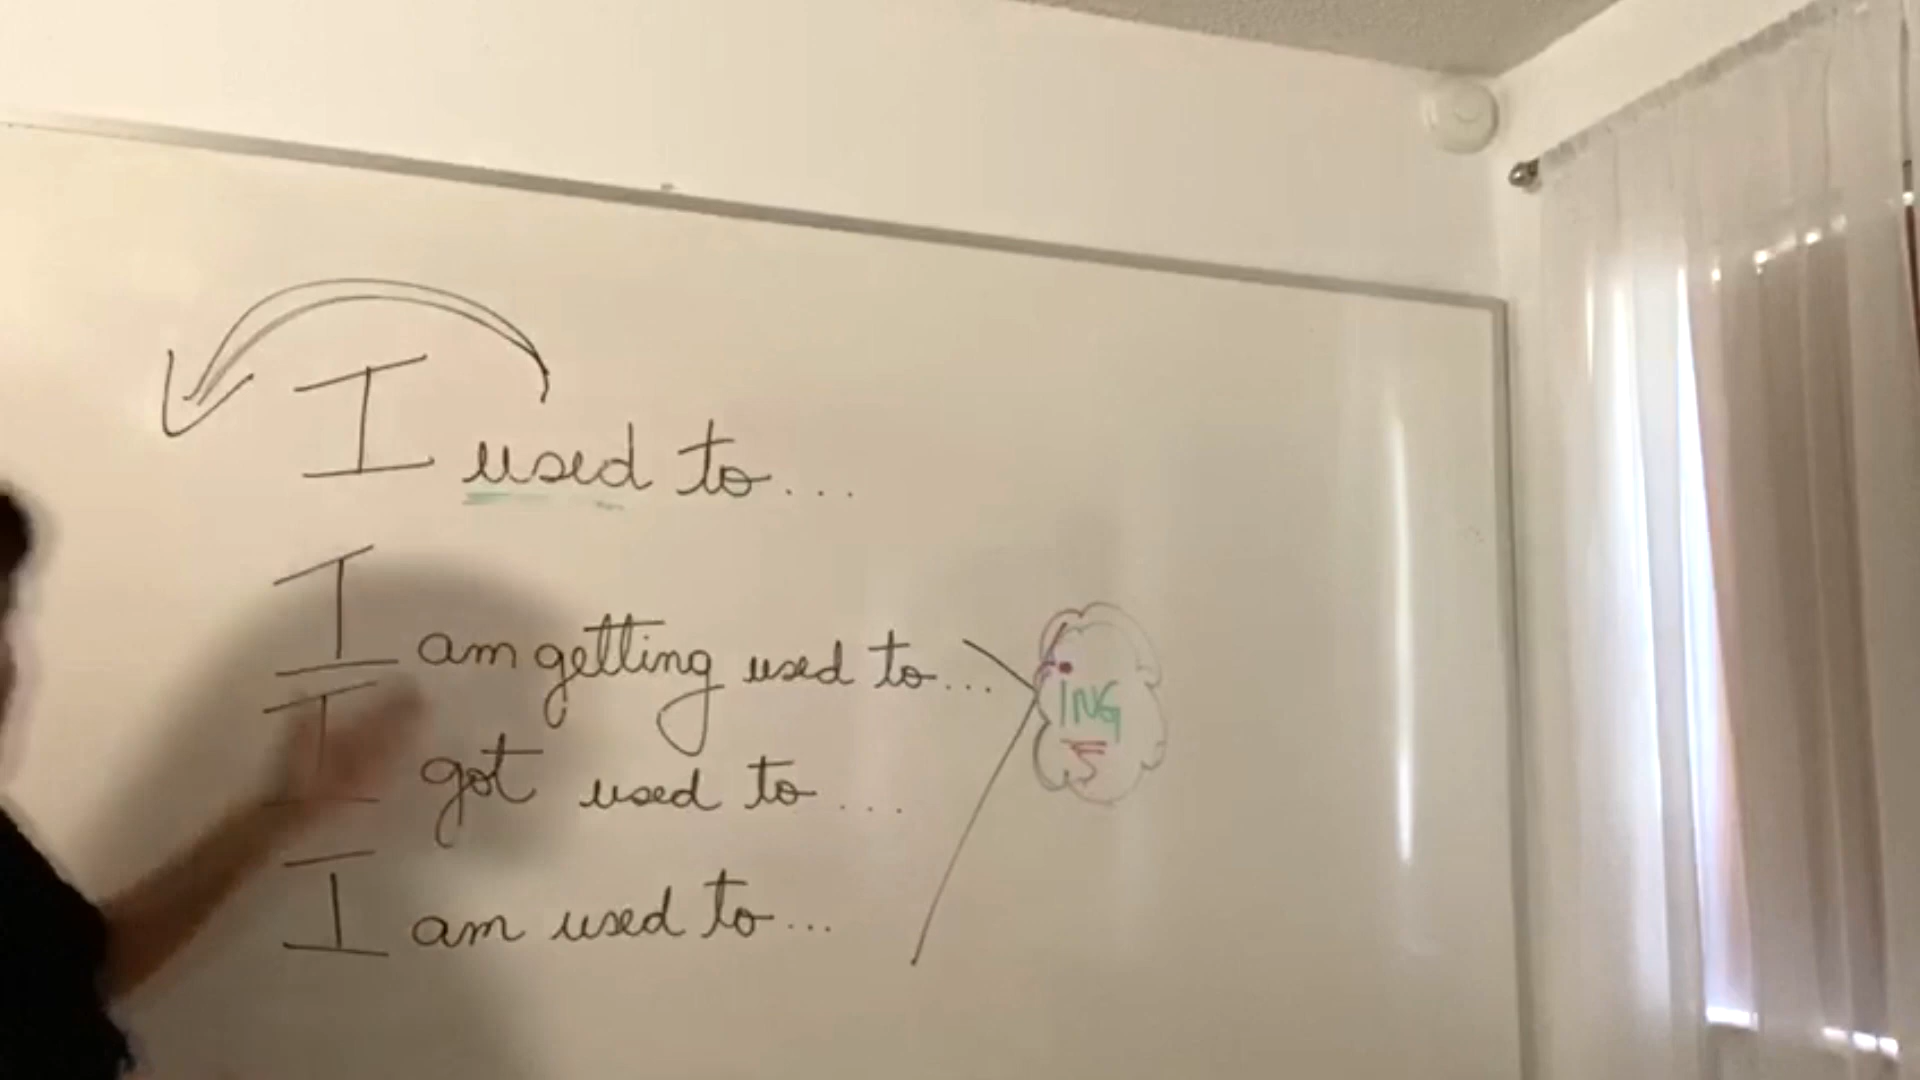 I used to...
I am getting used to...
ING
I got used to....
I am used to...